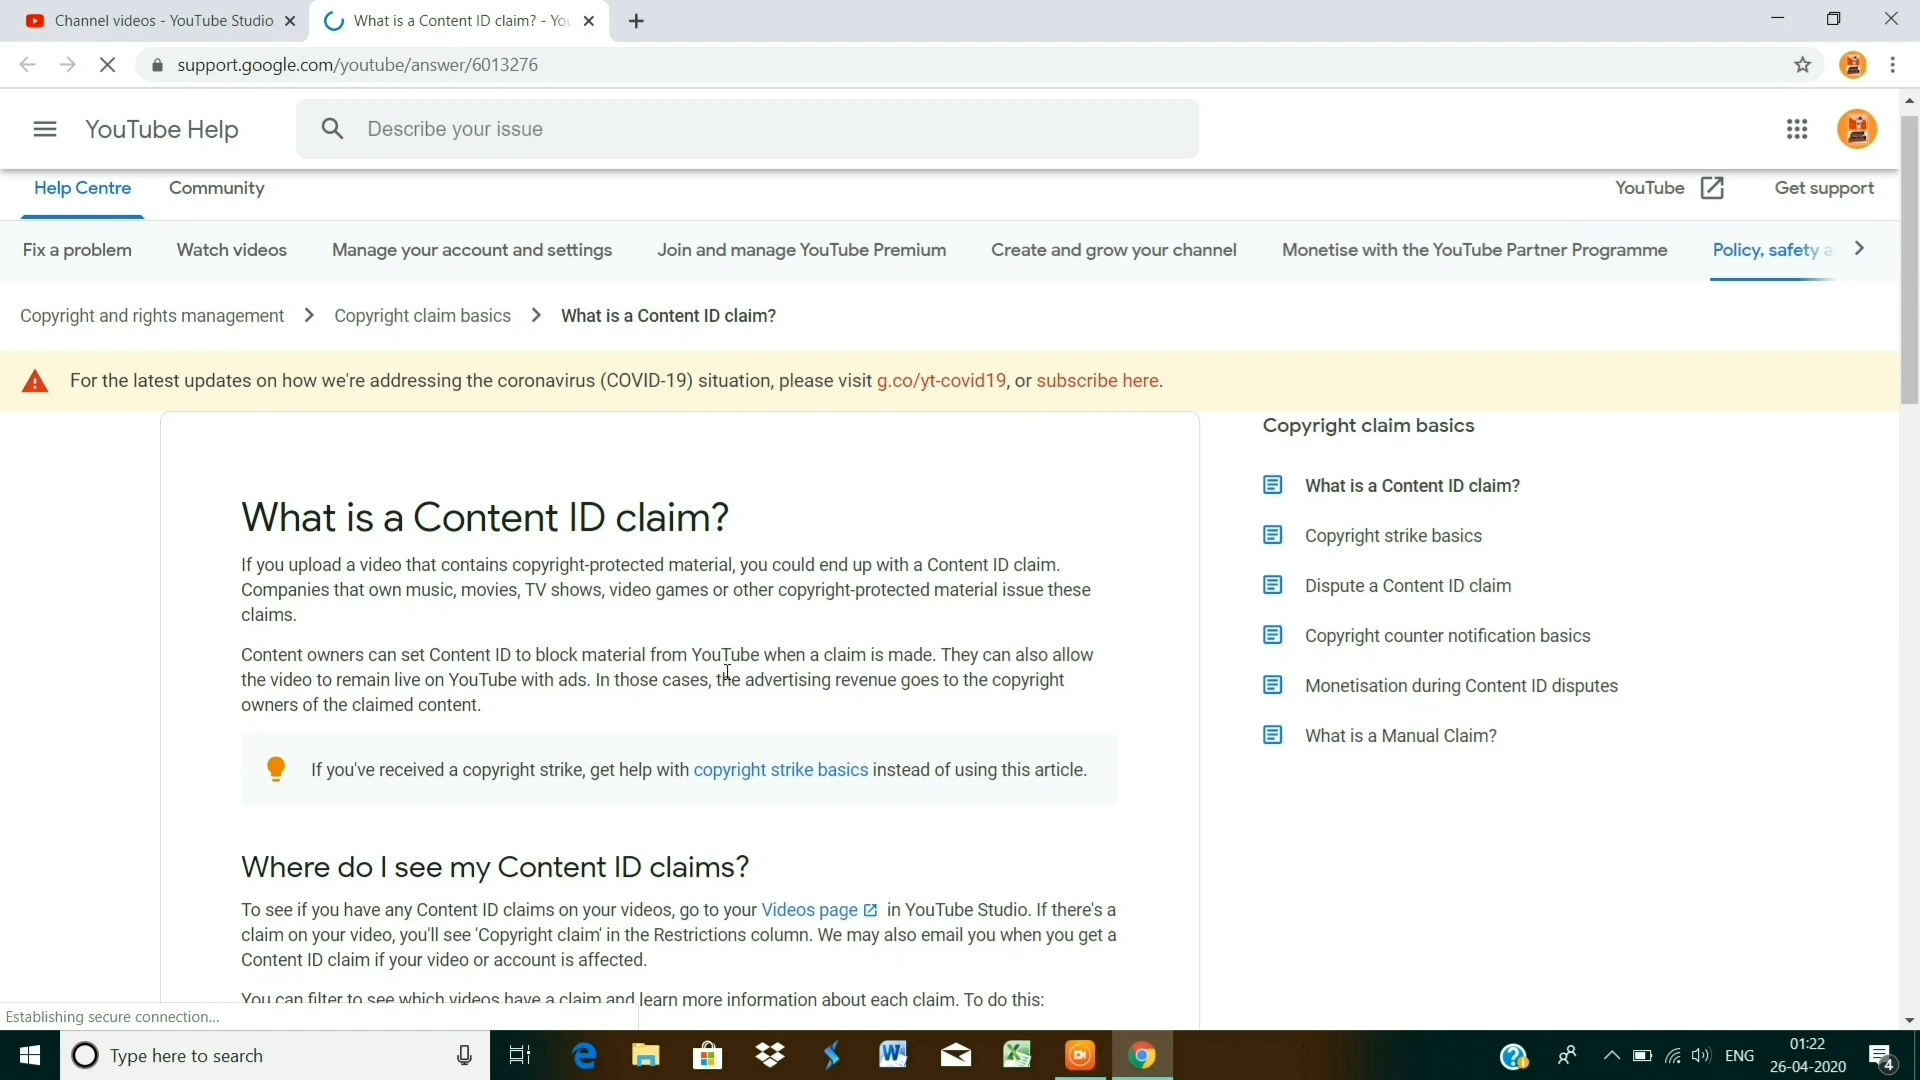 Channel videos - YouTube Studio
What is a Content ID claim? - You
support.google.com/youtube/answer/6013276
YouTube Help
Describe your issue
Help Centre
Community
YouTube
Get support
Fix a problem
Watch videos
Manage your account and settings
Join and manage YouTube Premium
Create and grow your channel
Monetise with the YouTube Partner Programme
Policy, safety a
Copyright and rights management
Copyright claim basics
What is a Content ID claim?
For the latest updates on how we're addressing the coronavirus (COVID-19) situation, please visit g.co/yt-covid19, or subscribe here.
What is a Content ID claim?
If you upload a video that contains copyright-protected material, you could end up with a Content ID claim.
Companies that own music, movies, TV shows, video games or other copyright-protected material issue these
claims.
Content owners can set Content ID to block material from YouTube when a claim is made. They can also allow
the video to remain live on YouTube with ads. In those cases, the advertising revenue goes to the copyright
owners of the claimed content.
If you've received a copyright strike, get help with copyright strike basics instead of using this article.
Where do I see my Content ID claims?
To see if you have any Content ID claims on your videos, go to your Videos page in YouTube Studio. If there's a
claim on your video, you'll see 'Copyright claim' in the Restrictions column. We may also email you when you get a
Content ID claim if your video or account is affected.
You can filter to see which videos have a claim and learn more information about each claim. To do this:
Copyright claim basics
What is a Content ID claim?
Copyright strike basics
Dispute a Content ID claim
Copyright counter notification basics
Monetisation during Content ID disputes
What is a Manual Claim?
Establishing secure connection...
Type here to search
ENG
01:22
26-04-2020
4